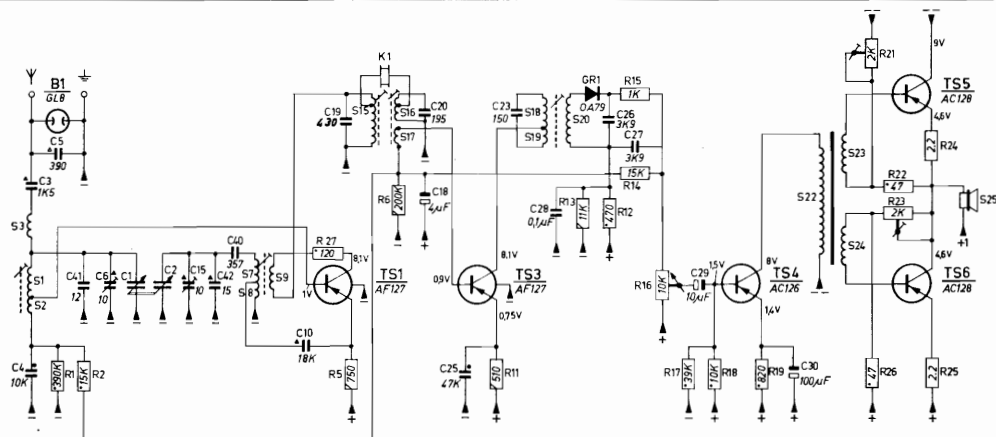 B1
GLB
C5
390
C3
1K5
S3
S1
S2
C4
10K
390K
R1
15K
R2
C41
12
C6
10
C1
C2
C15
10
C42
15
C40
357
S7
S8
S9
R27
120
8,1V
1V
TS1
AF127
C10
18K
R5
750
K1
C19
430
S15
S16
S17
C20
195
R6
200K
C18
4µF
0,9V
8,1V
TS3
AF127
0,75V
C25
47K
R11
510
C23
150
S18
S19
S20
GR1
OA79
R15
1K
C26
3K9
C27
3K9
15K
R14
C28
0,1µF
R13
11K
470
R12
R16
10K
C29
10µF
1,5V
8V
TS4
AC126
1,4V
R17
39K
10K
R18
820
R19
C30
100µF
S22
S23
S24
R21
2K
9V
TS5
AC128
4,6V
2,2
R24
R22
47
R23
2K
S25
+1
4,6V
TS6
AC128
47
R26
2,2
R25